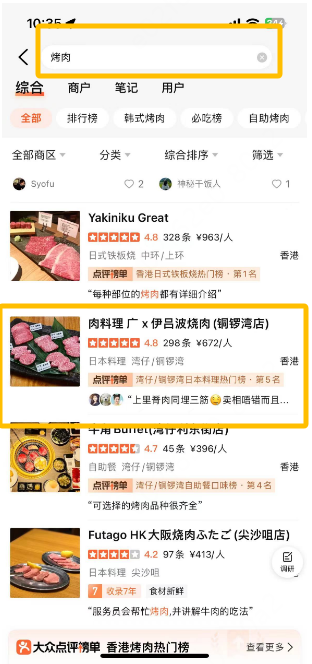 10:35
烤肉
综合 商户 笔记 用户
全部 排行榜 韩式烤肉 必吃榜 自助烤肉
全部商区 分类 综合排序 筛选
Syofu 2 神秘干饭人 1
Yakiniku Great
4.8 328条 ¥963/人
日式铁板烧 中环/上环 香港
点评榜单 香港日式铁板烧热门榜·第1名
“每种部位的烤肉都有详细介绍”
肉料理 广 x 伊吕波烧肉(铜锣湾店)
4.8 298条 ¥672/人
日本料理 湾仔/铜锣湾 香港
点评榜单 湾仔/铜锣湾日本料理热门榜·第5名
“上里脊肉同埋三筋😋卖相唔错而且...
牛角Buffet(湾仔利东街店)
4.7 45条 ¥396/人
自助餐 湾仔/铜锣湾 香港
点评榜单 湾仔/铜锣湾自助餐口味榜·第4名
“可选择的烤肉品种很齐全”
Futago HK大阪烧肉ふたご(尖沙咀店)
4.2 97条 ¥413/人
日本料理 尖沙咀
7 收录7年 食材新鲜
调研
“服务员会帮忙烤肉,并讲解牛肉的吃法”
大众点评榜单 香港烤肉热门榜 查看更多